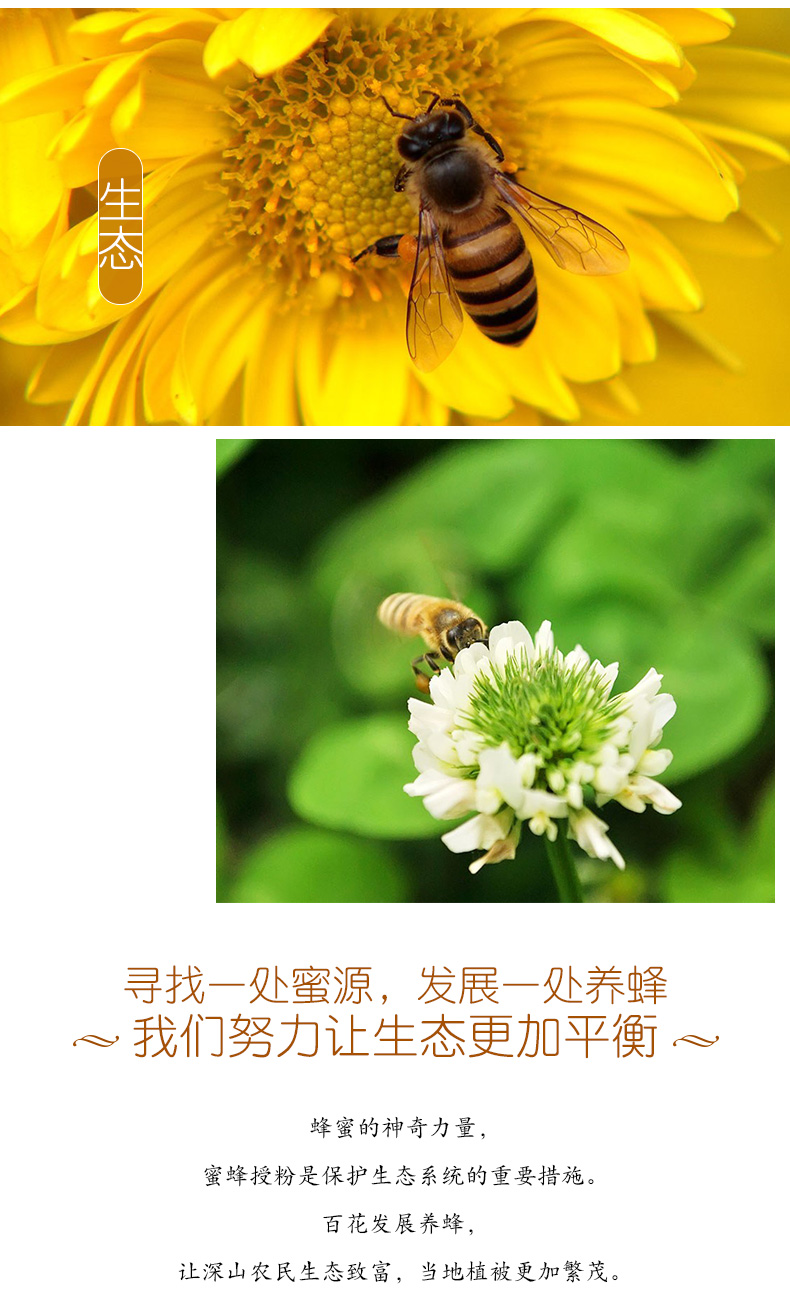 生态
寻找一处蜜源，发展一处养蜂
我们努力让生态更加平衡
蜂蜜的神奇力量，
蜜蜂授粉是保护生态系统的重要措施。
百花发展养蜂，
让深山农民生态致富，当地植被更加繁茂。